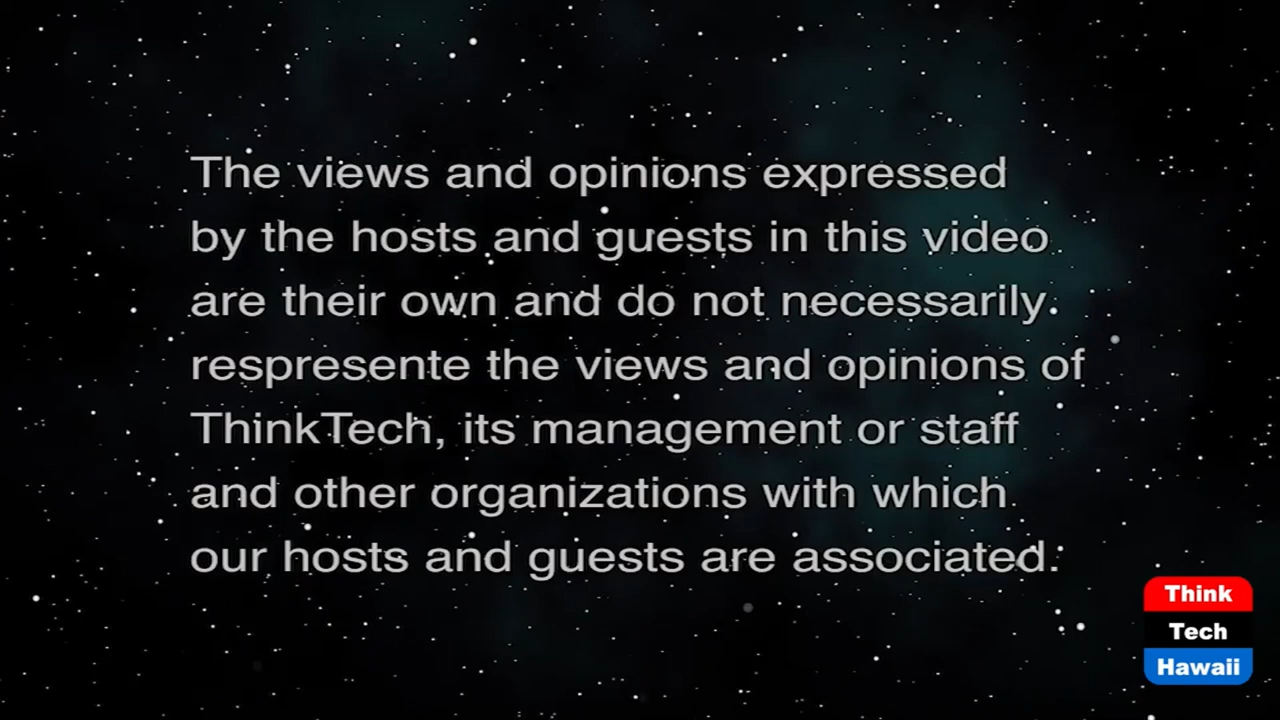 The views and opinions expressed
by the hosts and guests in this video
are their own and do not necessarily
respresente the views and opinions of
ThinkTech, its management or staff
and other organizations with which
our hosts and guests are associated.
Think
Tech
Hawaii